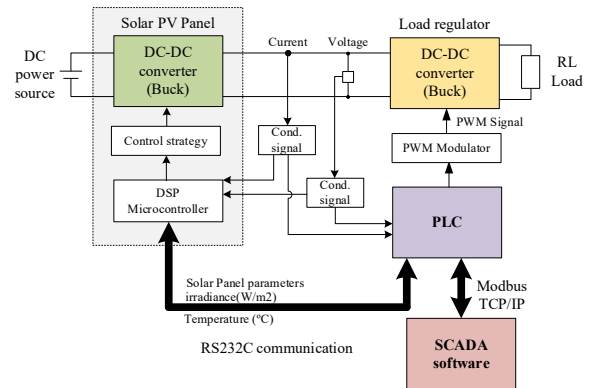 Solar PV Panel
Load regulator
DC
power
source
DC-DC
converter
(Buck)
Current
Voltage
DC-DC
converter
(Buck)
RL
Load
Control strategy
Cond.
signal
PWM Signal
PWM Modulator
DSP
Microcontroller
Cond.
signal
PLC
Solar Panel parameters
irradiance(W/m2)
Temperature (ºC)
Modbus
TCP/IP
RS232C communication
SCADA
software